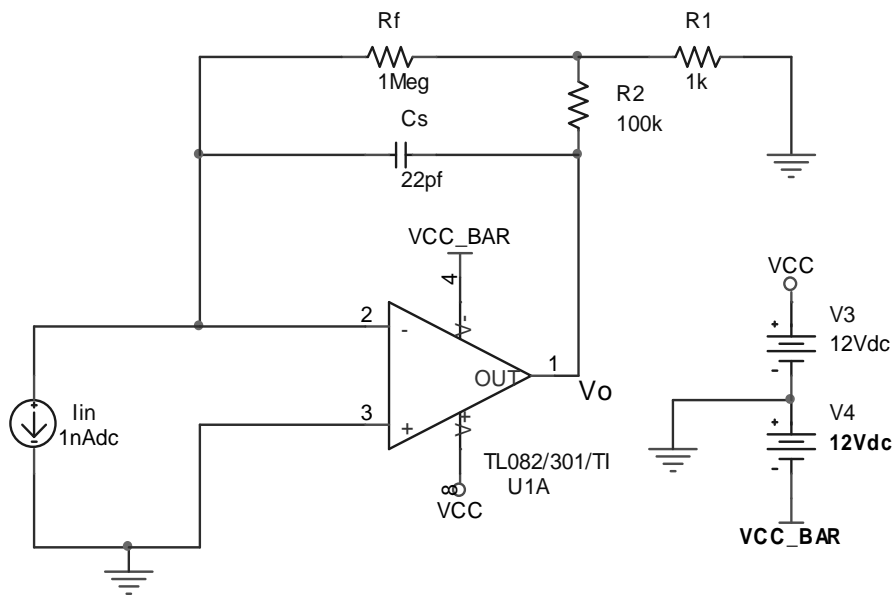 Rf
1Meg
R1
1k
R2
100k
Cs
22pf
VCC_BAR
4
V-
2
-
OUT
1
Vo
3
+
V+
8
VCC
TL082/301/TI
U1A
Iin
1nAdc
+
-
VCC
+
-
V3
12Vdc
+
-
V4
12Vdc
VCC_BAR